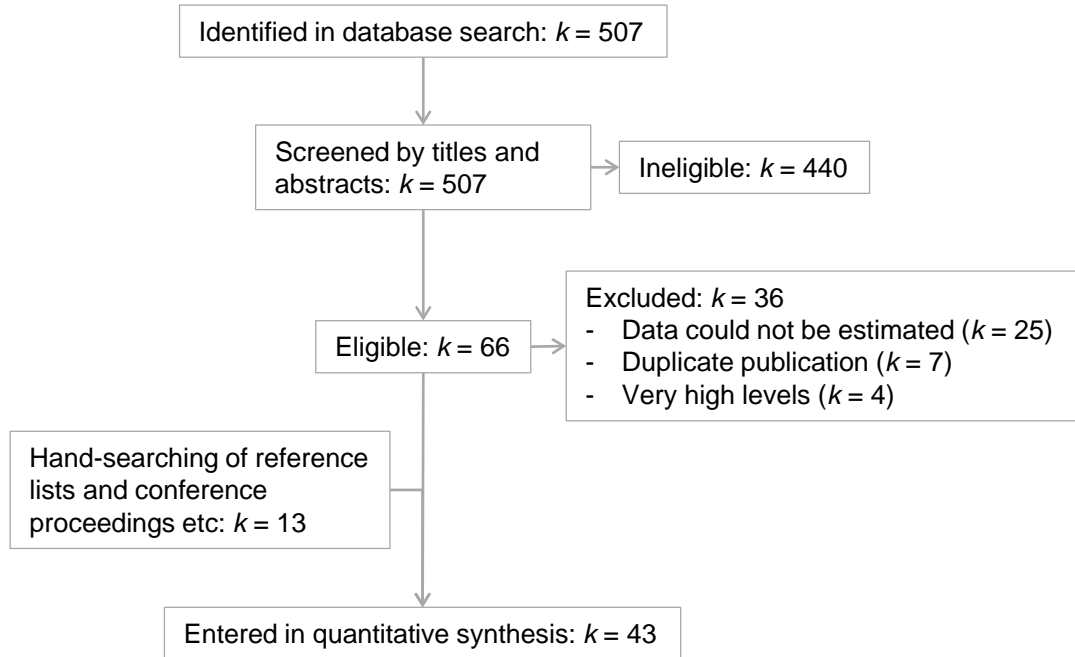 Identified in database search: k = 507
Screened by titles and
abstracts: k = 507
Ineligible: k = 440
Eligible: k = 66
Excluded: k = 36
- Data could not be estimated (k = 25)
- Duplicate publication (k = 7)
- Very high levels (k = 4)
Hand-searching of reference
lists and conference
proceedings etc: k = 13
Entered in quantitative synthesis: k = 43